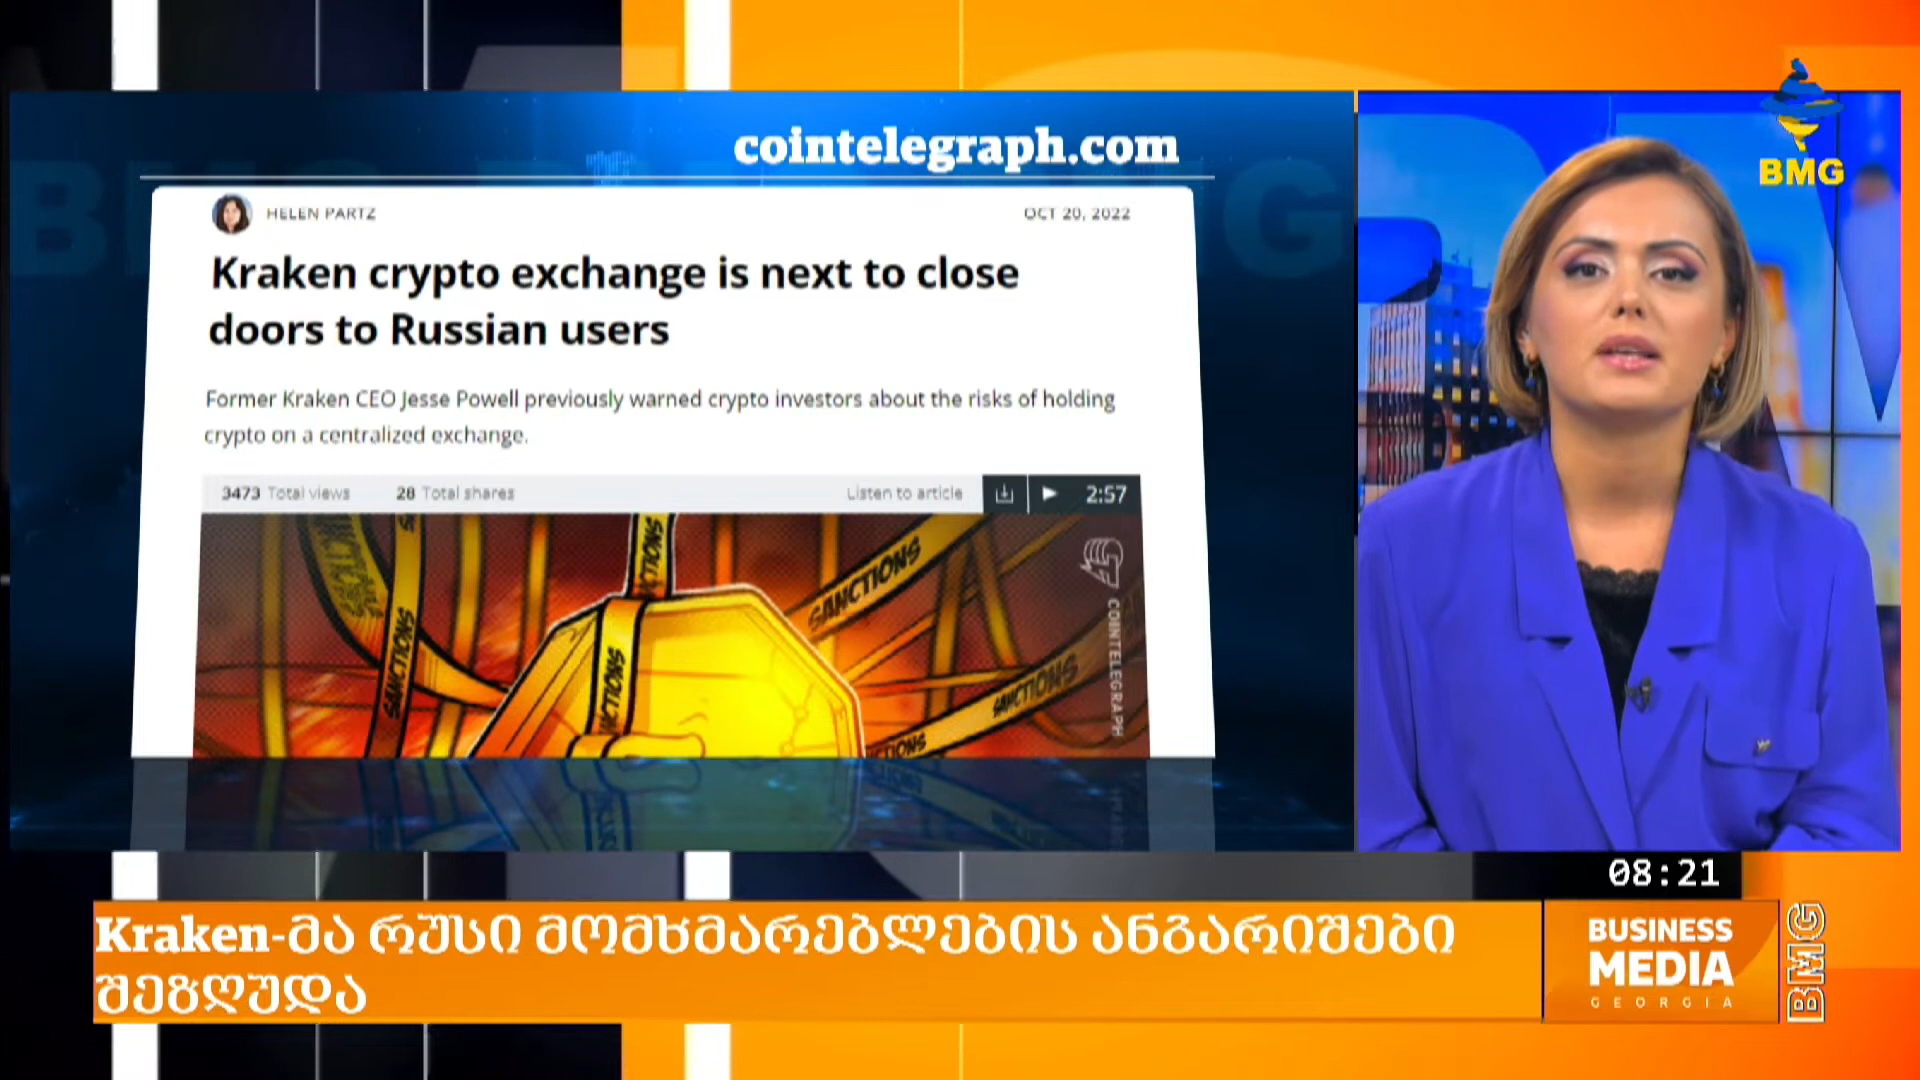 cointelegraph.com
BMG
HELEN PARTZ
OCT 20, 2022
Kraken crypto exchange is next to close
doors to Russian users
Former Kraken CEO Jesse Powell previously warned crypto investors about the risks of holding
crypto on a centralized exchange.
3473 Total views 28 Total shares Listen to article 2:57
SANCTIONS
SANCTIONS
SANCTIONS
SANCTIONS
COINTELEGRAPH
08:21
Kraken-მა რუსი მომხმარებლების ანგარიშები
შეზღუდა
BUSINESS
MEDIA
GEORGIA
BMG